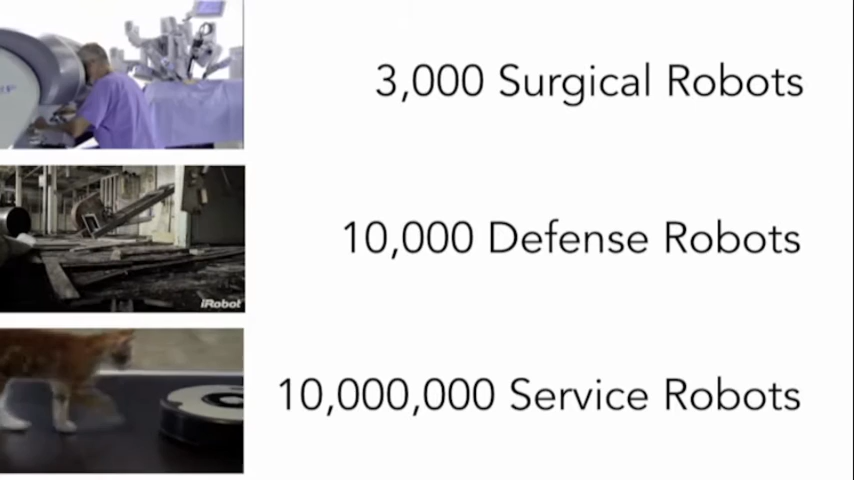 3,000 Surgical Robots
10,000 Defense Robots
iRobot
10,000,000 Service Robots